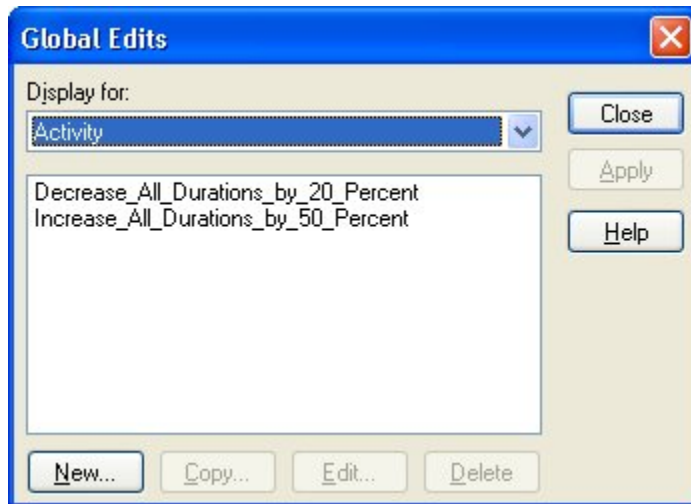 Global Edits
Display for:
Activity
Close
Apply
Decrease_All_Durations_by_20_Percent
Increase_All_Durations_by_50_Percent
Help
New...
Copy...
Edit...
Delete